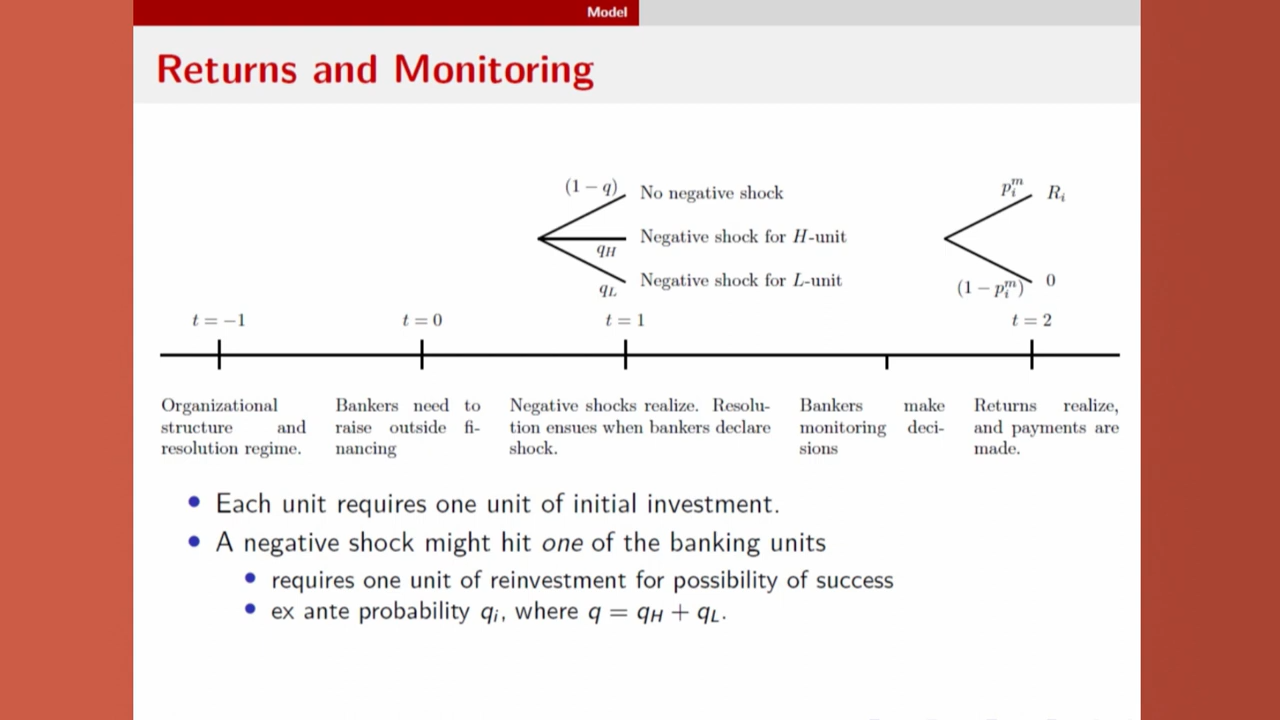 Model
Returns and Monitoring
(1 − q)
No negative shock
Negative shock for H-unit
q_H
Negative shock for L-unit
q_L
p_i^m
R_i
0
(1 − p_i^m)
t = −1
t = 0
t = 1
t = 2
Organizational
structure and
resolution regime.
Bankers need to
raise outside fi-
nancing
Negative shocks realize. Resolu-
tion ensues when bankers declare
shock.
Bankers make
monitoring deci-
sions
Returns realize,
and payments are
made.
• Each unit requires one unit of initial investment.
• A negative shock might hit one of the banking units
• requires one unit of reinvestment for possibility of success
• ex ante probability q_i, where q = q_H + q_L.